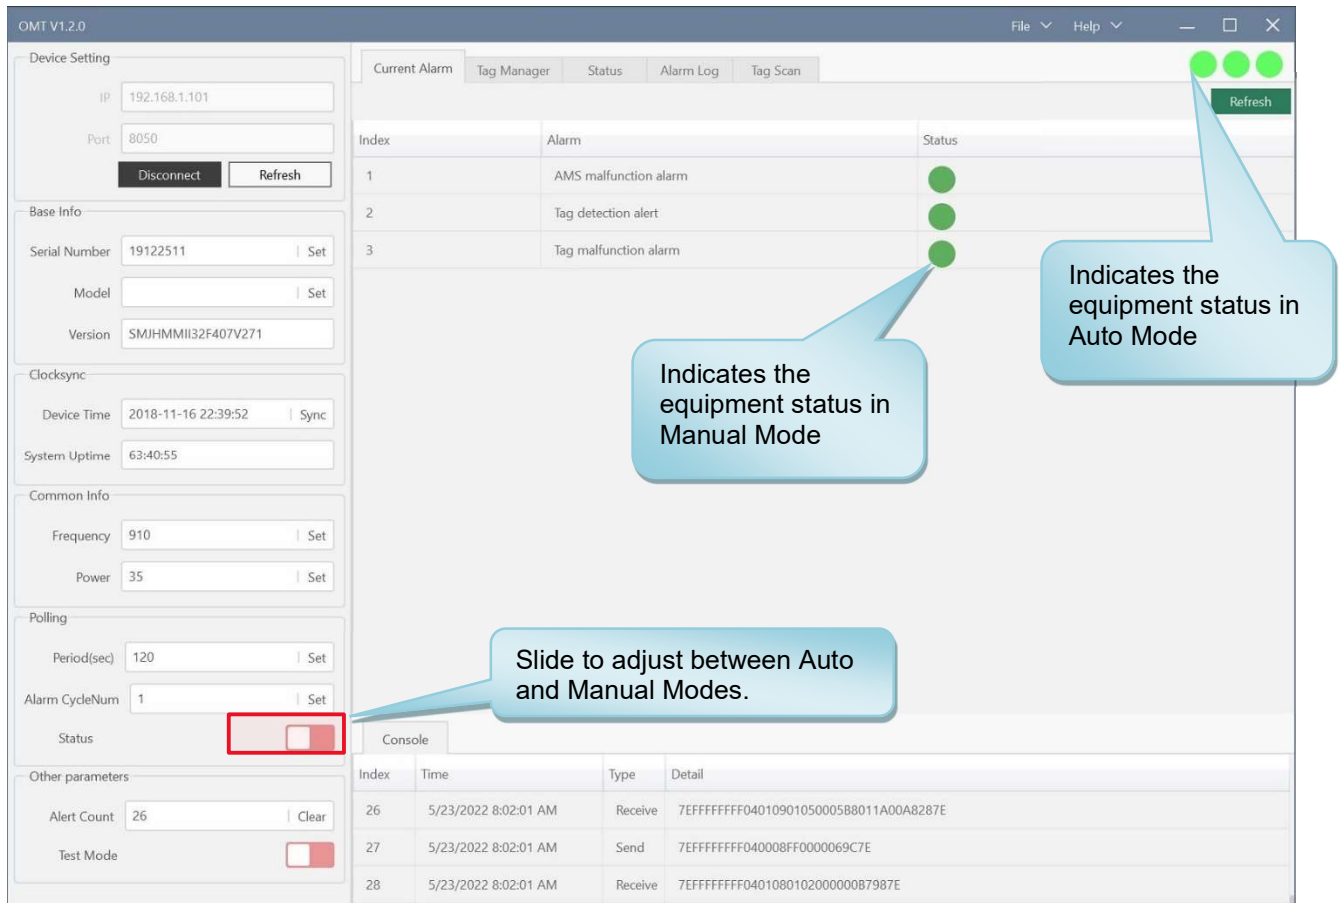 OMT V1.2.0
File Help
Device Setting
IP 192.168.1.101
Port 8050
Disconnect Refresh
Base Info
Serial Number 19122511 Set
Model Set
Version SMJHMMII32F407V271
Clocksync
Device Time 2018-11-16 22:39:52 Sync
System Uptime 63:40:55
Common Info
Frequency 910 Set
Power 35 Set
Polling
Period(sec) 120 Set
Alarm CycleNum 1 Set
Status
Other parameters
Alert Count 26 Clear
Test Mode
Current Alarm Tag Manager Status Alarm Log Tag Scan
Refresh
Index Alarm Status
1 AMS malfunction alarm
2 Tag detection alert
3 Tag malfunction alarm
Indicates the
equipment status in
Auto Mode
Indicates the
equipment status in
Manual Mode
Slide to adjust between Auto
and Manual Modes.
Console
Index Time Type Detail
26 5/23/2022 8:02:01 AM Receive 7EFFFFFFFF04010901050005B8011A00A8287E
27 5/23/2022 8:02:01 AM Send 7EFFFFFFFF040008FF0000069C7E
28 5/23/2022 8:02:01 AM Receive 7EFFFFFFFF0401080102000000B7987E